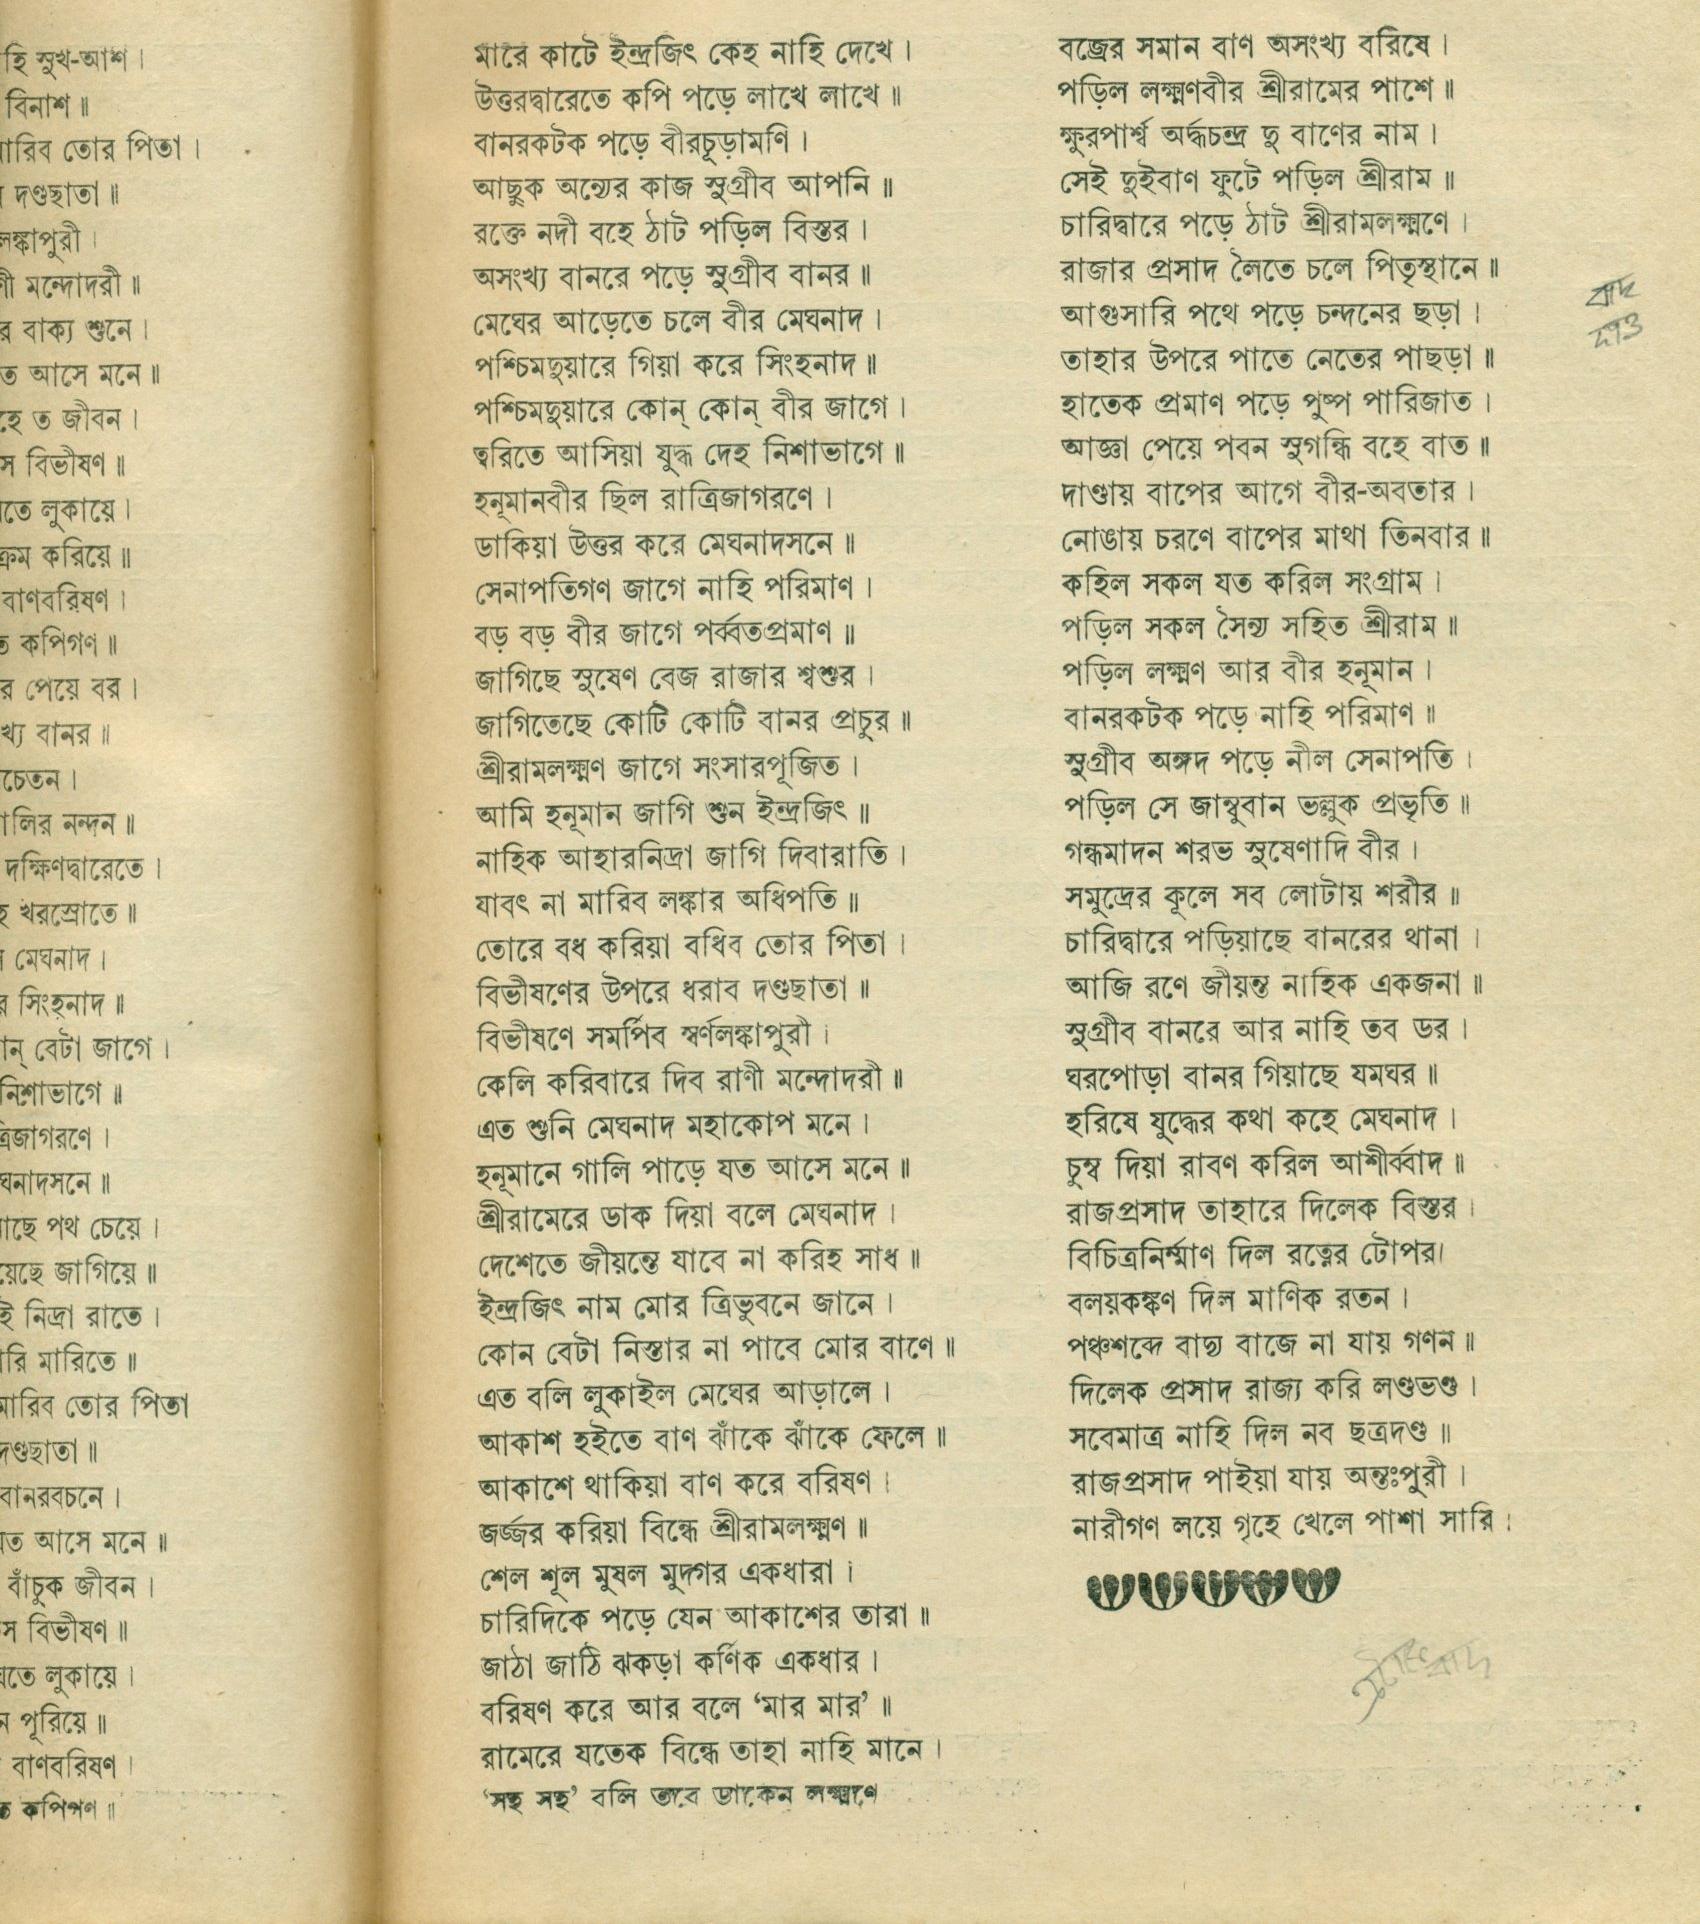 হি সুখ-আশ ।
বিনাশ ॥
মারিব তোর পিতা ।
দণ্ডছাতা ॥
লঙ্কাপুরী ।
ণী মন্দোদরী ॥
র বাক্য শুনে ।
ত আসে মনে ॥
হে ত জীবন ।
স বিভীষণ ॥
তে লুকায়ে ।
ক্রম করিয়ে ॥
বাণবরিষণ ।
ত কপিগণ ॥
র পেয়ে বর ।
খ্য বানর ॥
চেতন ।
ালির নন্দন ॥
দক্ষিণদ্বারেতে ।
হ খরস্রোতে ॥
মেঘনাদ ।
র সিংহনাদ ॥
ান্ বেটা জাগে ।
নিশাভাগে ॥
ত্রিজাগরণে ।
ঘনাদসনে ॥
াছে পথ চেয়ে ।
য়েছে জাগিয়ে ॥
ই নিদ্রা রাতে ।
ারি মারিতে ॥
মারিব তোর পিতা
দণ্ডছাতা ॥
বানরবচনে ।
যত আসে মনে ॥
বাঁচুক জীবন ।
স বিভীষণ ॥
ঘতে লুকায়ে ।
ন পূরিয়ে ॥
বাণবরিষণ ।
ত কপিগণ ॥
মারে কাটে ইন্দ্রজিৎ কেহ নাহি দেখে ।
উত্তরদ্বারেতে কপি পড়ে লাখে লাখে ॥
বানরকটক পড়ে বীরচূড়ামণি ।
আছুক অন্যের কাজ সুগ্রীব আপনি ॥
রক্তে নদী বহে ঠাট পড়িল বিস্তর ।
অসংখ্য বানরে পড়ে সুগ্রীব বানর ॥
মেঘের আড়েতে চলে বীর মেঘনাদ ।
পশ্চিমদুয়ারে গিয়া করে সিংহনাদ ॥
পশ্চিমদুয়ারে কোন্ কোন্ বীর জাগে ।
ত্বরিতে আসিয়া যুদ্ধ দেহ নিশাভাগে ॥
হনূমানবীর ছিল রাত্রিজাগরণে ।
ডাকিয়া উত্তর করে মেঘনাদসনে ॥
সেনাপতিগণ জাগে নাহি পরিমাণ ।
বড় বড় বীর জাগে পর্ব্বতপ্রমাণ ॥
জাগিছে সুষেণ বেজ রাজার শ্বশুর ।
জাগিতেছে কোটি কোটি বানর প্রচুর ॥
শ্রীরামলক্ষ্মণ জাগে সংসারপূজিত ।
আমি হনূমান জাগি শুন ইন্দ্রজিৎ ॥
নাহিক আহারনিদ্রা জাগি দিবারাতি ।
যাবৎ না মারিব লঙ্কার অধিপতি ॥
তোরে বধ করিয়া বধিব তোর পিতা ।
বিভীষণের উপরে ধরাব দণ্ডছাতা ॥
বিভীষণে সমর্পিব স্বর্ণলঙ্কাপুরী ।
কেলি করিবারে দিব রাণী মন্দোদরী ॥
এত শুনি মেঘনাদ মহাকোপ মনে ।
হনূমানে গালি পাড়ে যত আসে মনে ॥
শ্রীরামেরে ডাক দিয়া বলে মেঘনাদ ।
দেশেতে জীয়ন্তে যাবে না করিহ সাধ ॥
ইন্দ্রজিৎ নাম মোর ত্রিভুবনে জানে ।
কোন বেটা নিস্তার না পাবে মোর বাণে ॥
এত বলি লুকাইল মেঘের আড়ালে ।
আকাশ হইতে বাণ ঝাঁকে ঝাঁকে ফেলে ॥
আকাশে থাকিয়া বাণ করে বরিষণ ।
জর্জ্জর করিয়া বিন্ধে শ্রীরামলক্ষ্মণ ॥
শেল শূল মুষল মুদ্গর একধারা ।
চারিদিকে পড়ে যেন আকাশের তারা ॥
জাঠা জাঠি ঝকড়া কর্ণিক একধার ।
বরিষণ করে আর বলে ‘মার মার’ ॥
রামেরে যতেক বিন্ধে তাহা নাহি মানে ।
‘সহ সহ’ বলি তবে ডাকেন লক্ষ্মণে
বজ্রের সমান বাণ অসংখ্য বরিষে ।
পড়িল লক্ষ্মণবীর শ্রীরামের পাশে ॥
ক্ষুরপার্শ্ব অর্দ্ধচন্দ্র দু বাণের নাম ।
সেই দুইবাণ ফুটে পড়িল শ্রীরাম ॥
চারিদ্বারে পড়ে ঠাট শ্রীরামলক্ষ্মণে ।
রাজার প্রসাদ লৈতে চলে পিতৃস্থানে ॥
আগুসারি পথে পড়ে চন্দনের ছড়া ।
তাহার উপরে পাতে নেতের পাছড়া ॥
হাতেক প্রমাণ পড়ে পুষ্প পারিজাত ।
আজ্ঞা পেয়ে পবন সুগন্ধি বহে বাত ॥
দাণ্ডায় বাপের আগে বীর-অবতার ।
নোঙায় চরণে বাপের মাথা তিনবার ॥
কহিল সকল যত করিল সংগ্রাম ।
পড়িল সকল সৈন্য সহিত শ্রীরাম ॥
পড়িল লক্ষ্মণ আর বীর হনূমান ।
বানরকটক পড়ে নাহি পরিমাণ ॥
সুগ্রীব অঙ্গদ পড়ে নীল সেনাপতি ।
পড়িল সে জাম্বুবান ভল্লুক প্রভৃতি ॥
গন্ধমাদন শরভ সুষেণাদি বীর ।
সমুদ্রের কূলে সব লোটায় শরীর ॥
চারিদ্বারে পড়িয়াছে বানরের থানা ।
আজি রণে জীয়ন্ত নাহিক একজনা ॥
সুগ্রীব বানরে আর নাহি তব ডর ।
ঘরপোড়া বানর গিয়াছে যমঘর ॥
হরিষে যুদ্ধের কথা কহে মেঘনাদ ।
চুম্ব দিয়া রাবণ করিল আশীর্ব্বাদ ॥
রাজপ্রসাদ তাহারে দিলেক বিস্তর ।
বিচিত্রনির্ম্মাণ দিল রত্নের টোপর।
বলয়কঙ্কণ দিল মাণিক রতন ।
পঞ্চশব্দে বাদ্য বাজে না যায় গণন ॥
দিলেক প্রসাদ রাজ্য করি লণ্ডভণ্ড ।
সবেমাত্র নাহি দিল নব ছত্রদণ্ড ॥
রাজপ্রসাদ পাইয়া যায় অন্তঃপুরী ।
নারীগণ লয়ে গৃহে খেলে পাশা সারি ।
বাদ
দাও
বাদ